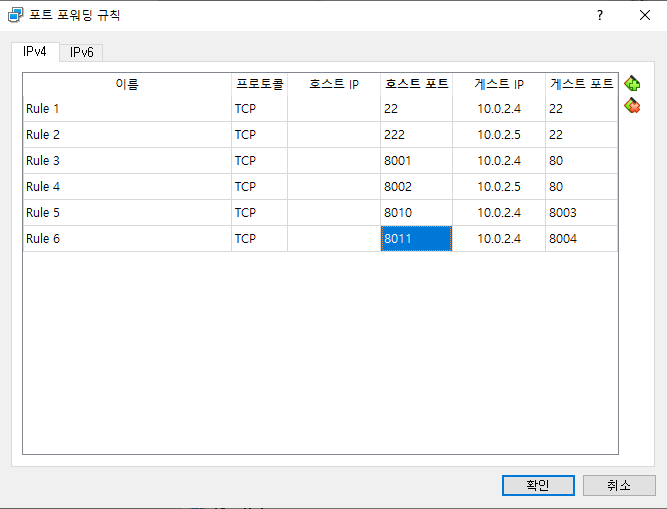 포트 포워딩 규칙
?
IPv4 IPv6
이름 프로토콜 호스트 IP 호스트 포트 게스트 IP 게스트 포트
Rule 1 TCP 22 10.0.2.4 22
Rule 2 TCP 222 10.0.2.5 22
Rule 3 TCP 8001 10.0.2.4 80
Rule 4 TCP 8002 10.0.2.5 80
Rule 5 TCP 8010 10.0.2.4 8003
Rule 6 TCP 8011 10.0.2.4 8004
확인 취소